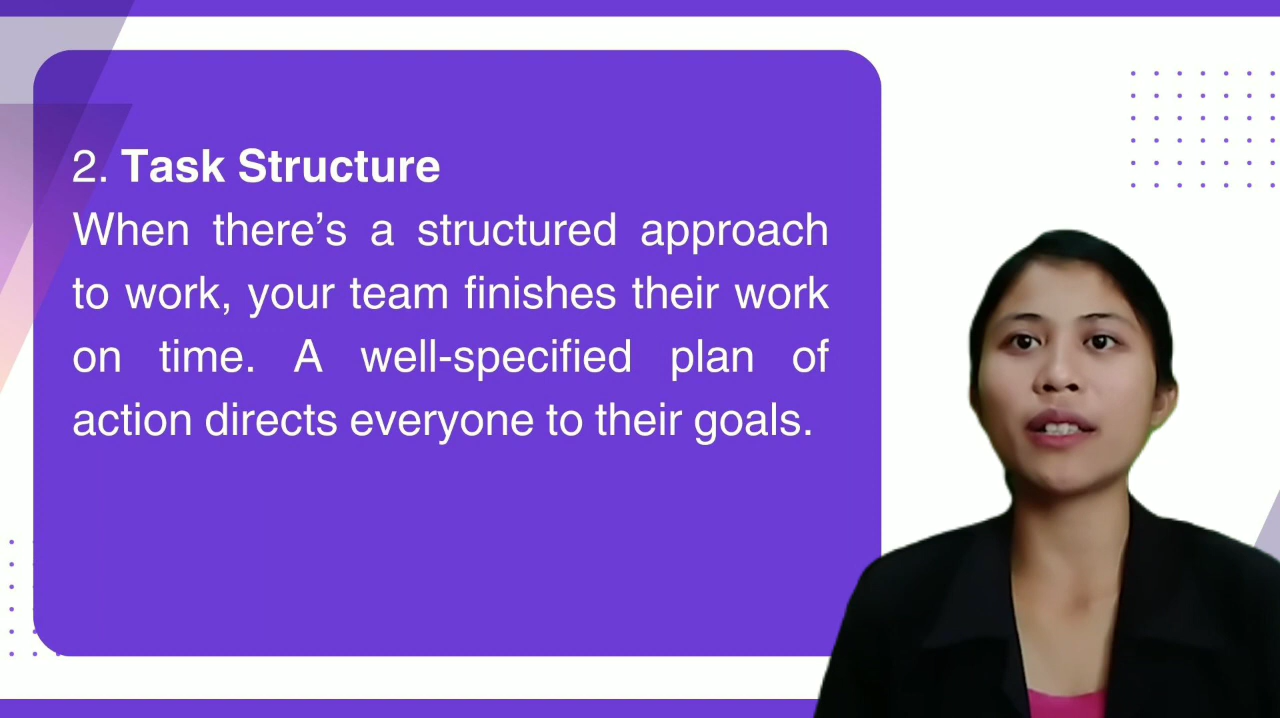 2. Task Structure
When there’s a structured approach
to work, your team finishes their work
on time. A well-specified plan of
action directs everyone to their goals.